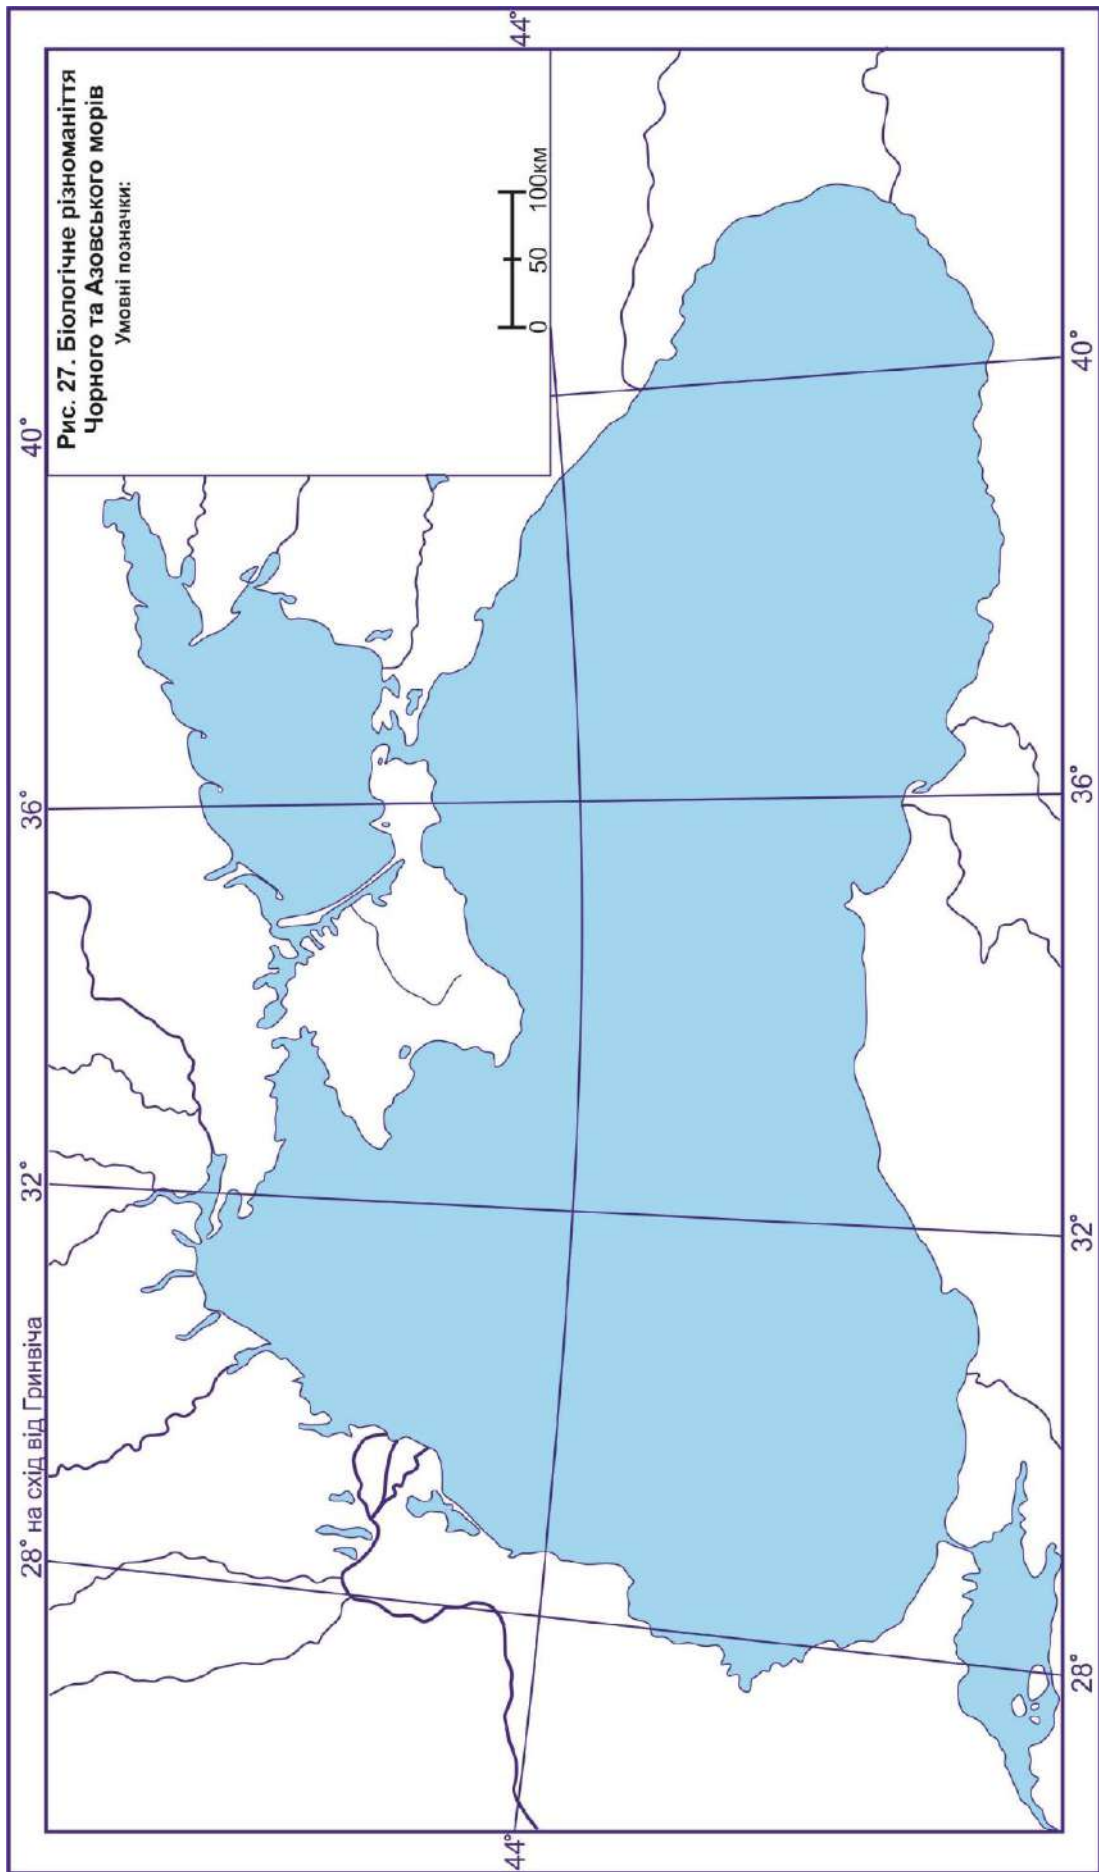 Рис. 27. Біологічне різноманіття
Чорного та Азовського морів
Умовні позначки:
0 50 100км
28° на схід від Гринвіча
32°
36°
40°
44°
44°
28°
32°
36°
40°